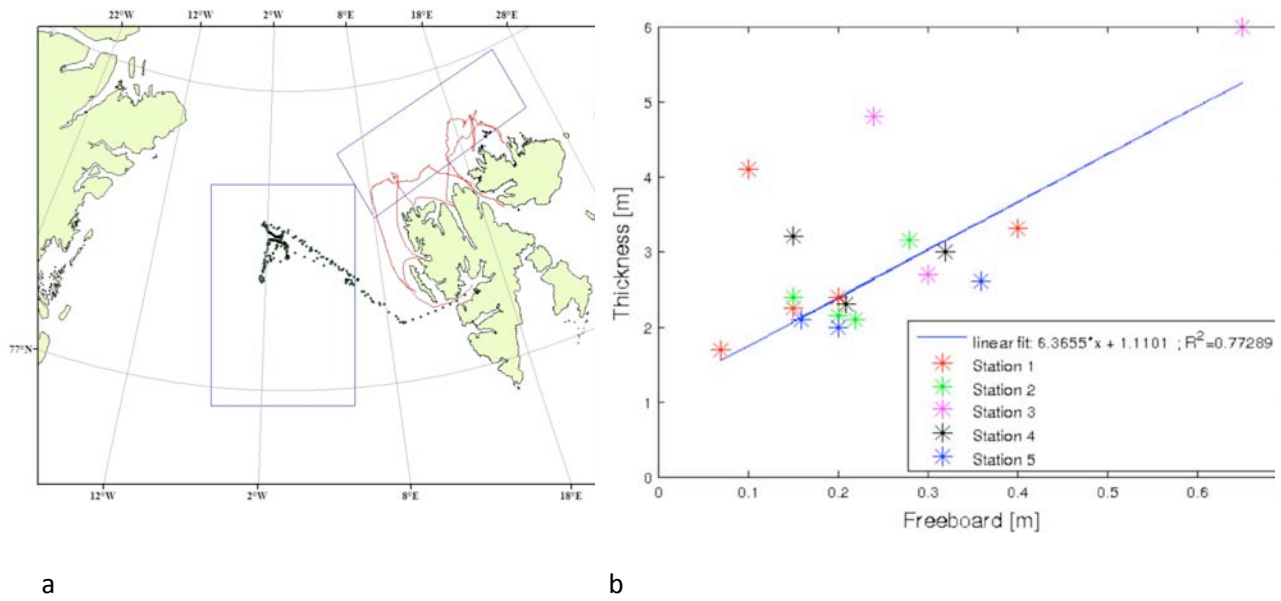 22°W 12°W 2°W 8°E 18°E 28°E
77°N
12°W 2°W 8°E 18°E
a
6
5
4
3
2
1
0
Thickness [m]
linear fit: 6.3655*x + 1.1101 ; R²=0.77289
Station 1
Station 2
Station 3
Station 4
Station 5
0 0.1 0.2 0.3 0.4 0.5 0.6
Freeboard [m]
b